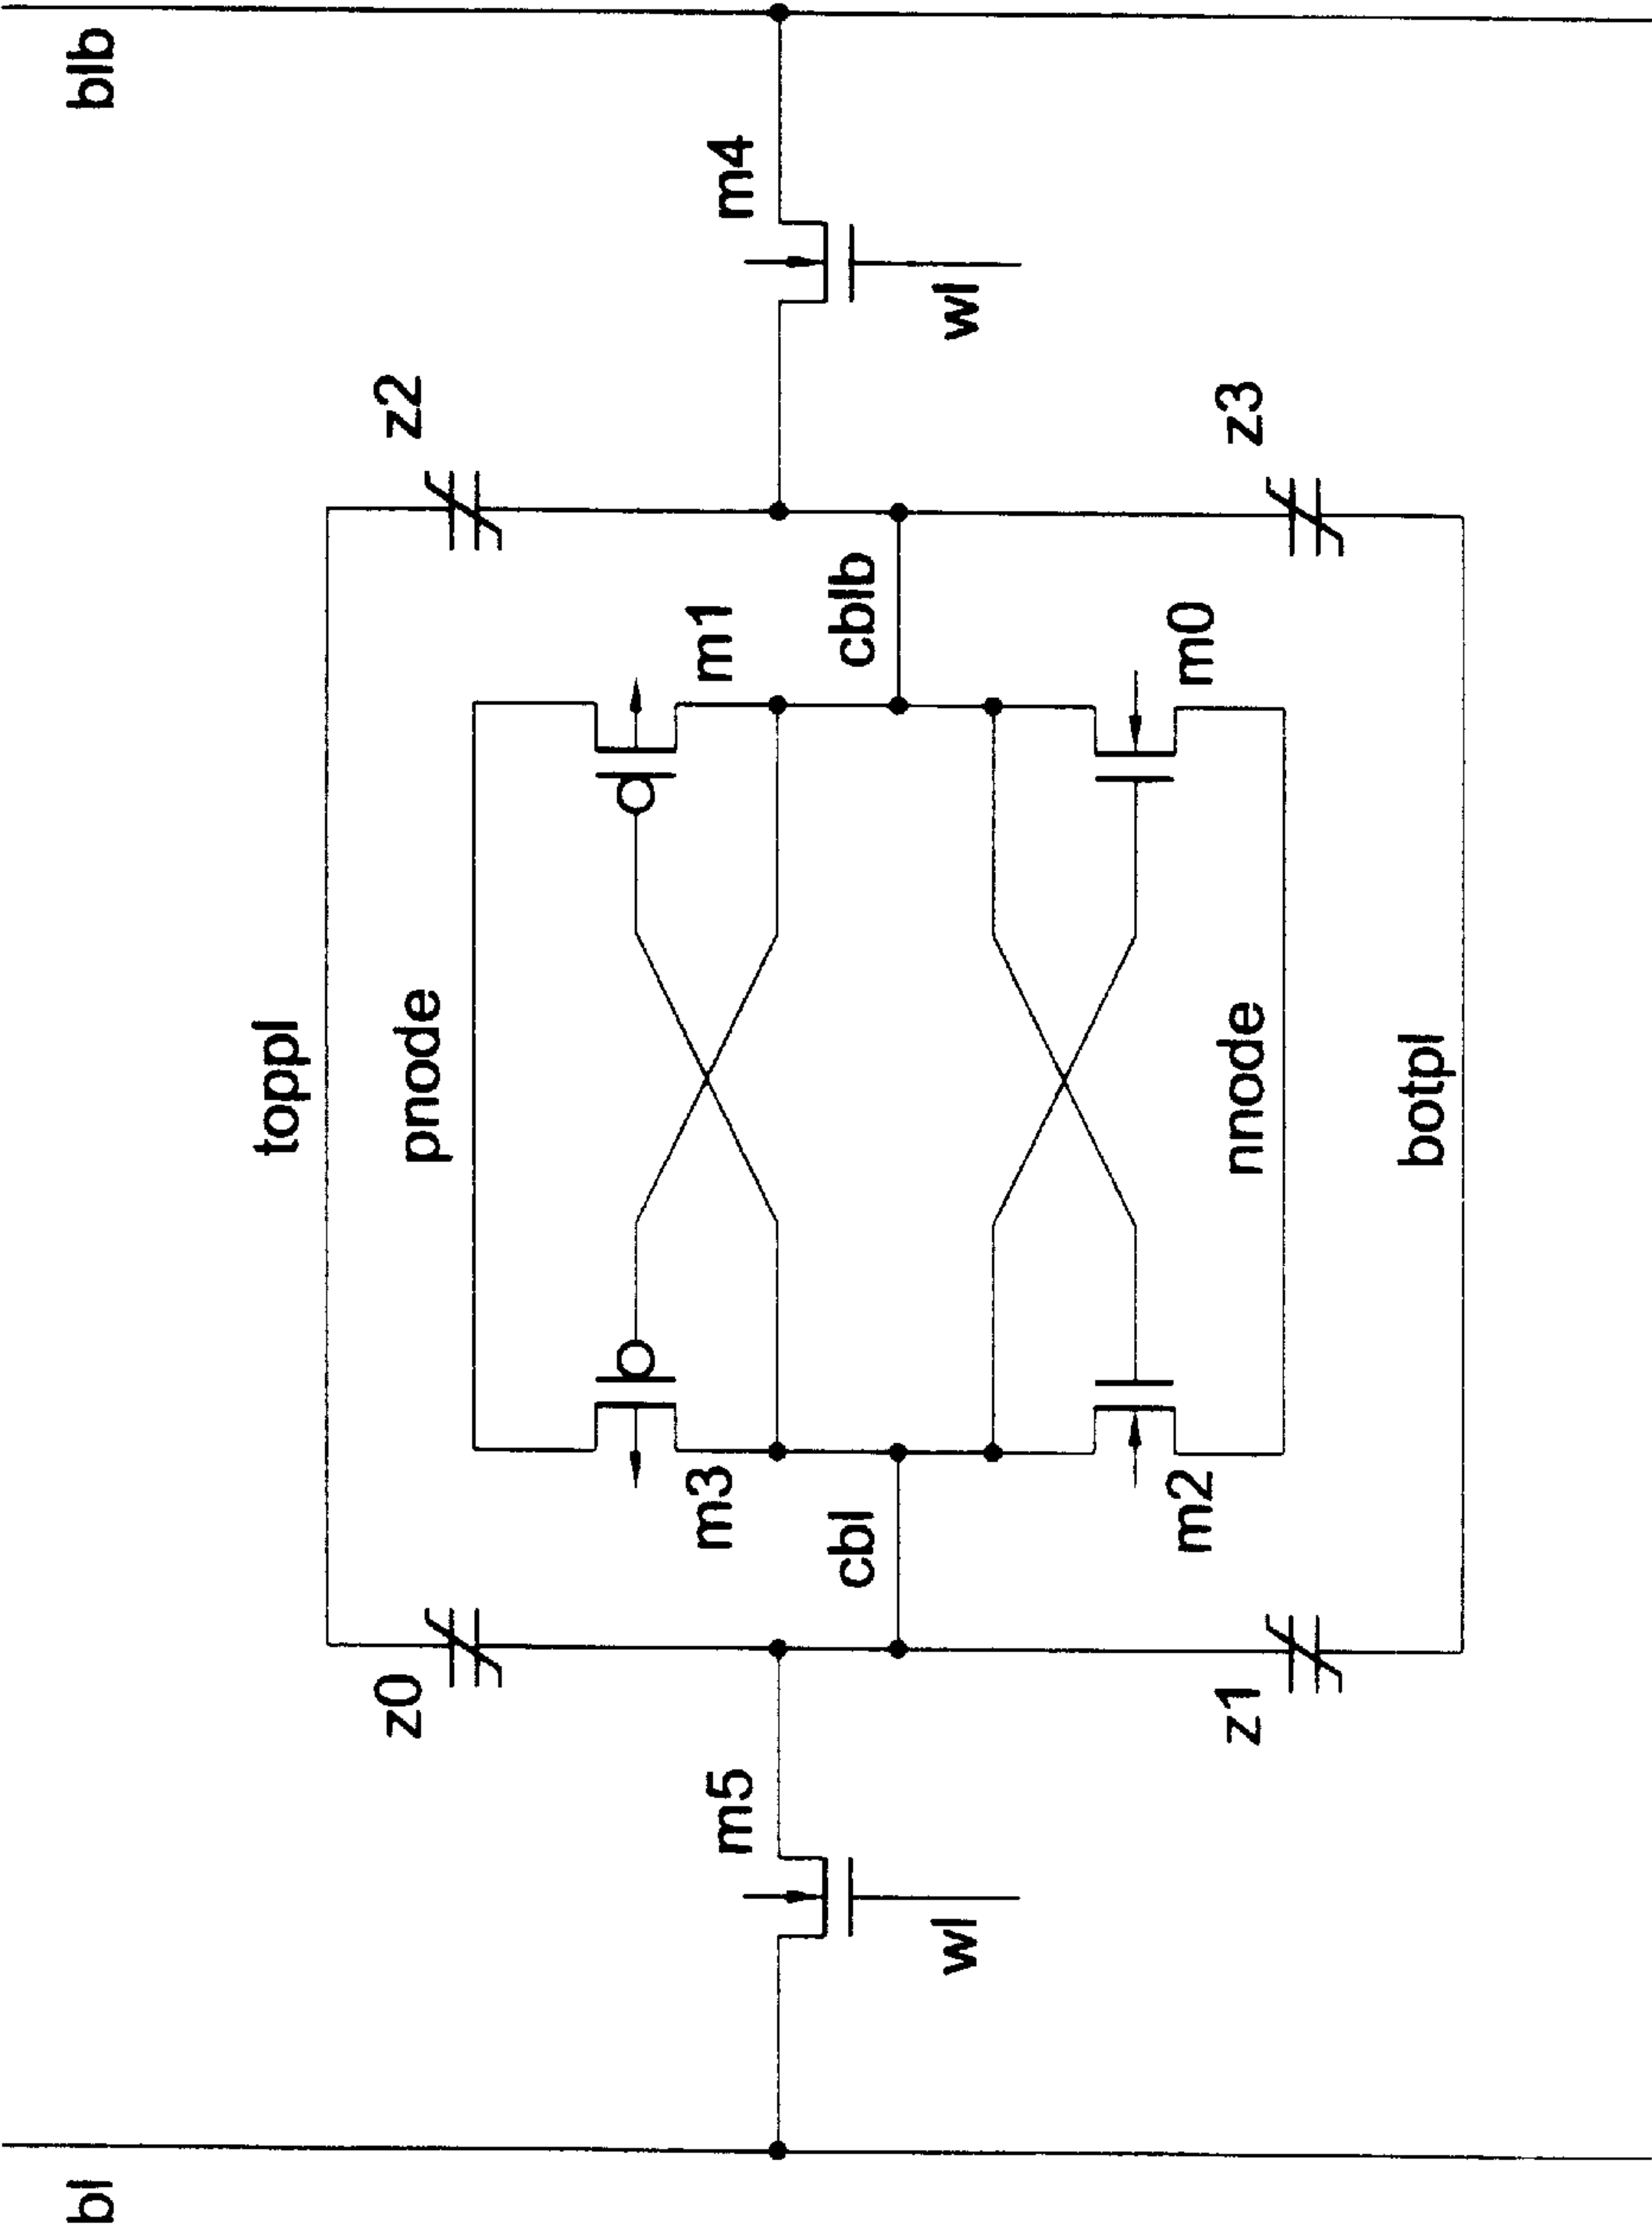 bl
blb
toppl
z0
z2
pnode
m5
m3
m1
m4
cbl
cblb
wl
wl
m2
m0
z1
nnode
z3
botpl